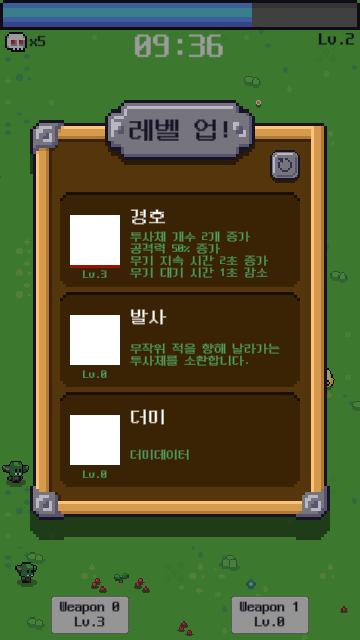 x5
09:36
Lv.2
레벨 업!
경호
투사체 개수 2개 증가
공격력 50% 증가
무기 지속 시간 2초 증가
무기 대기 시간 1초 감소
Lv.3
발사
무작위 적을 향해 날라가는
투사체를 소환합니다.
Lv.0
더미
더미데이터
Lv.0
Weapon 0
Lv.3
Weapon 1
Lv.0